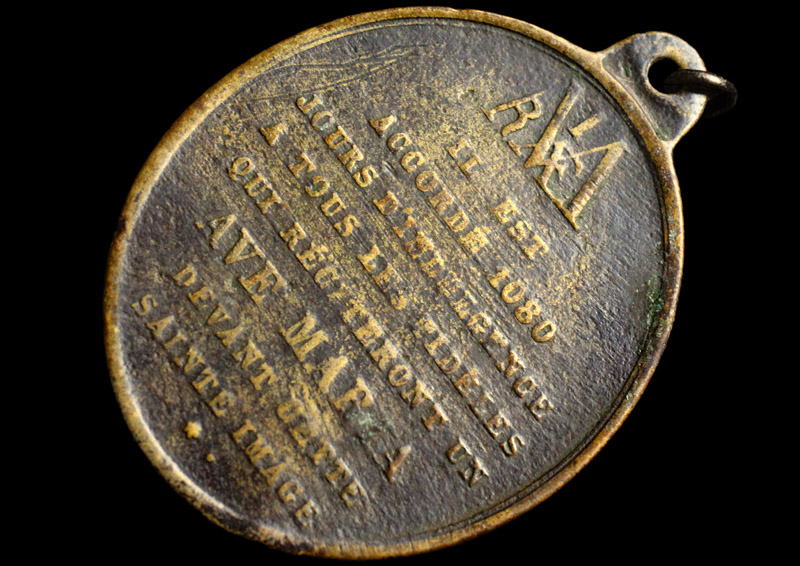 IL EST
ACCORDÉ 1080
JOURS D'INDULGENCE
A TOUS LES FIDÈLES
QUI RÉCITERONT UN
AVE MARIA
DEVANT CETTE
SAINTE IMAGE